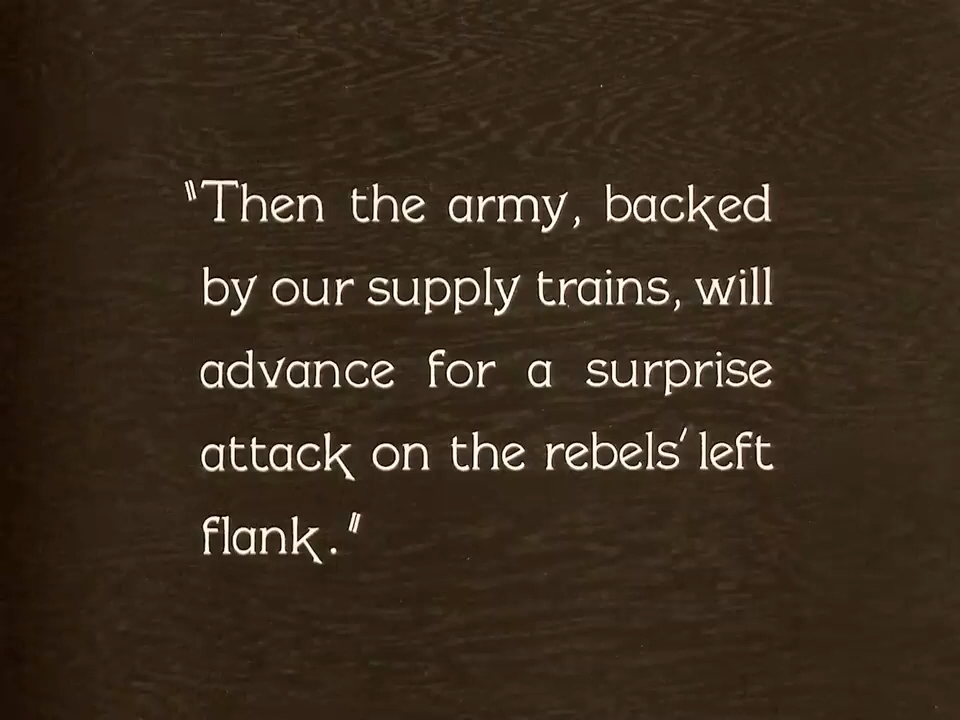 "Then the army, backed
by our supply trains, will
advance for a surprise
attack on the rebels' left
flank."